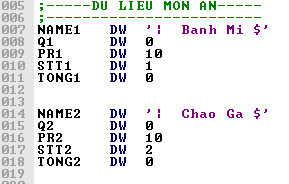 005 ;-----DU LIEU MON AN-----
006 ;------------------------
007 NAME1 DW '¦ Banh Mi $'
008 Q1 DW 0
009 PR1 DW 10
010 STT1 DW 1
011 TONG1 DW 0
012
013
014 NAME2 DW '¦ Chao Ga $'
015 Q2 DW 0
016 PR2 DW 10
017 STT2 DW 2
018 TONG2 DW 0
019